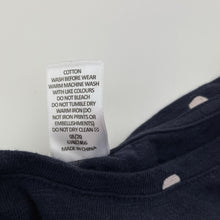 COTTON
WASH BEFORE WEAR
WARM MACHINE WASH
WITH LIKE COLOURS
DO NOT BLEACH
DO NOT TUMBLE DRY
WARM IRON (DO
NOT IRON PRINTS OR
EMBELLISHMENTS)
DO NOT DRY CLEAN
MADE IN CHINA